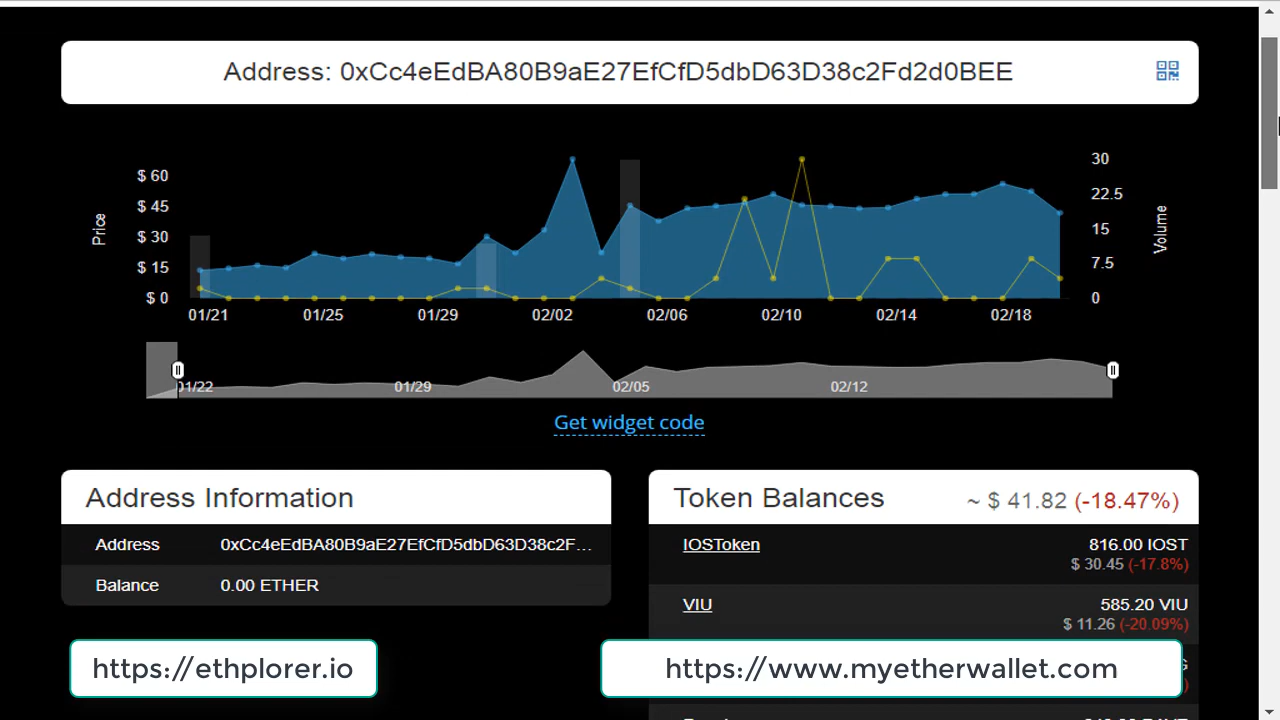 Address: 0xCc4eEdBA80B9aE27EfCfD5dbD63D38c2Fd2d0BEE
Price
$ 60
$ 45
$ 30
$ 15
$ 0
30
22.5
15
7.5
0
Volume
01/21 01/25 01/29 02/02 02/06 02/10 02/14 02/18
01/22 01/29 02/05 02/12
Get widget code
Address Information
Address 0xCc4eEdBA80B9aE27EfCfD5dbD63D38c2F...
Balance 0.00 ETHER
Token Balances ~ $ 41.82 (-18.47%)
IOSToken 816.00 IOST
$ 30.45 (-17.8%)
VIU 585.20 VIU
$ 11.26 (-20.09%)
https://ethplorer.io
https://www.myetherwallet.com